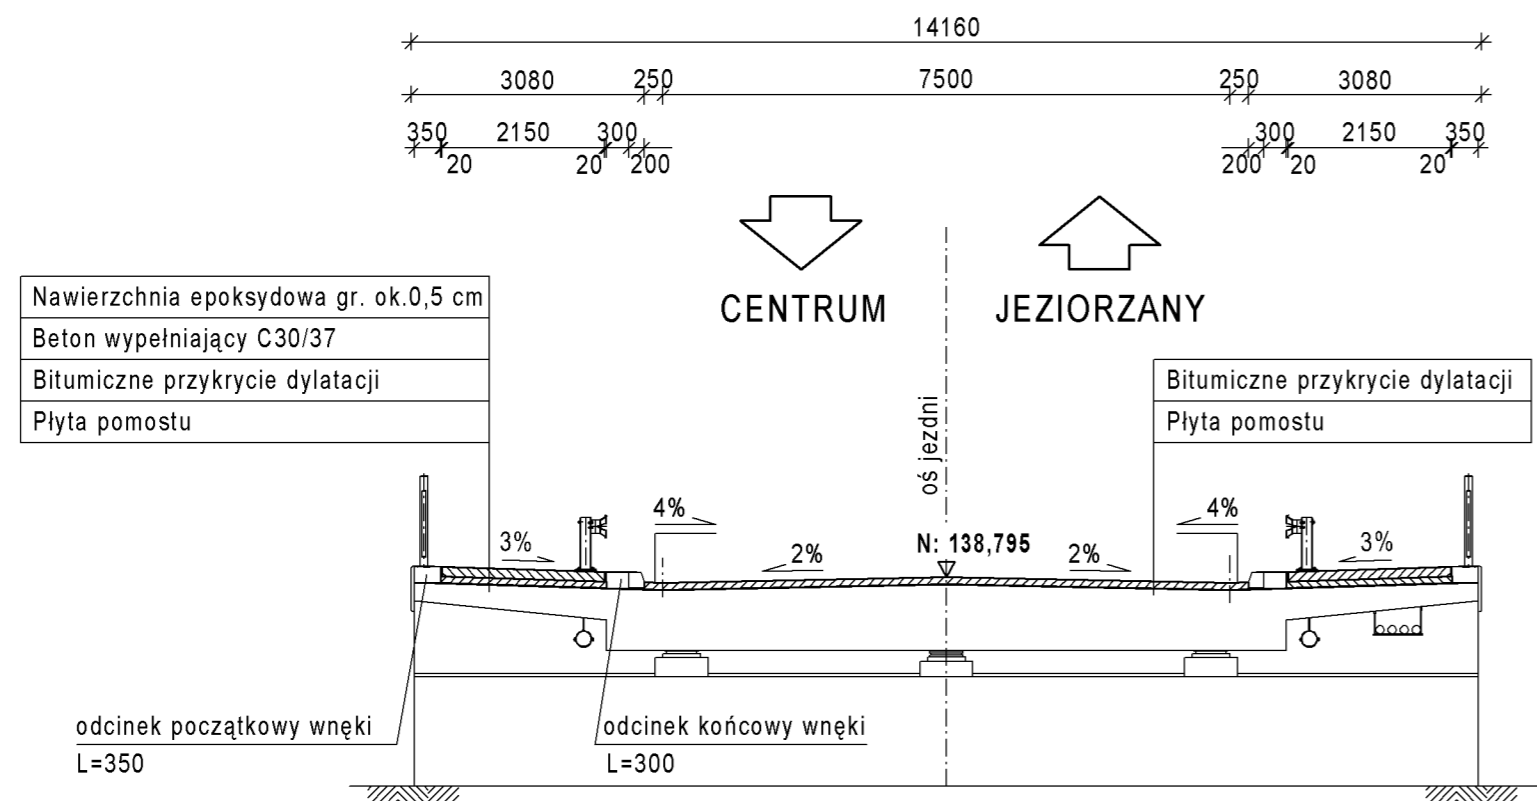 14160
3080 250 7500 250 3080
350 2150 300 300 2150 350
20 20 200 200 20 20
CENTRUM JEZIORZANY
Nawierzchnia epoksydowa gr. ok.0,5 cm
Beton wypełniający C30/37
Bitumiczne przykrycie dylatacji
Płyta pomostu
Bitumiczne przykrycie dylatacji
Płyta pomostu
oś jezdni
4% 4%
3% 2% N: 138,795 2% 3%
odcinek początkowy wnęki
L=350
odcinek końcowy wnęki
L=300